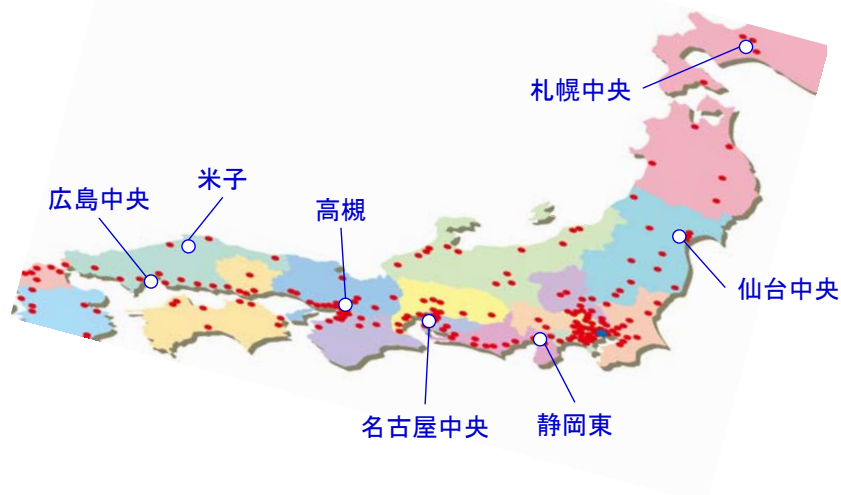 札幌中央
米子
広島中央
高槻
仙台中央
名古屋中央
静岡東